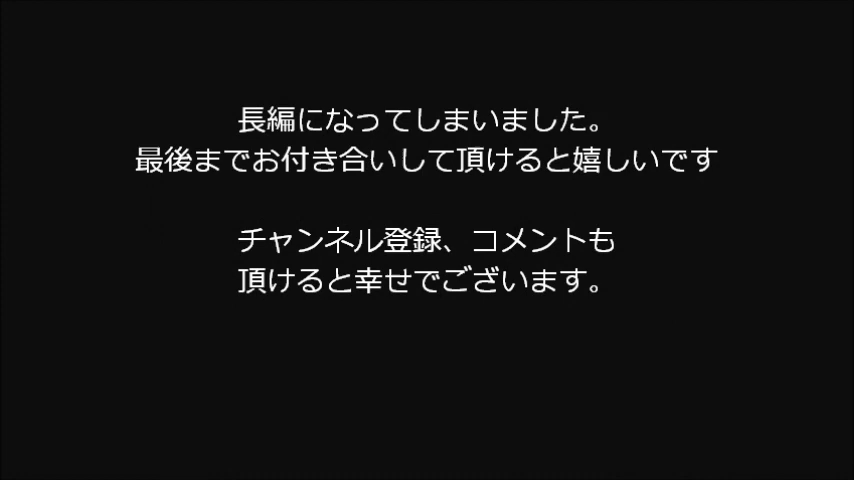 長編になってしまいました。
最後までお付き合いして頂けると嬉しいです
チャンネル登録、コメントも
頂けると幸せでございます。